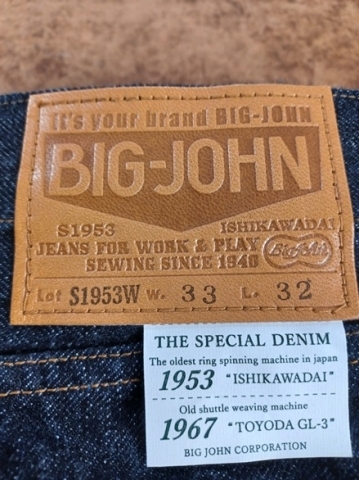 It's your brand BIG-JOHN
BIG-JOHN
S1953 ISHIKAWADAI
JEANS FOR WORK & PLAY
SEWING SINCE 1940
Big John
Lot S1953W W. 33 L. 32
THE SPECIAL DENIM
The oldest ring spinning machine in japan
1953 "ISHIKAWADAI"
Old shuttle weaving machine
1967 "TOYODA GL-3"
BIG JOHN CORPORATION